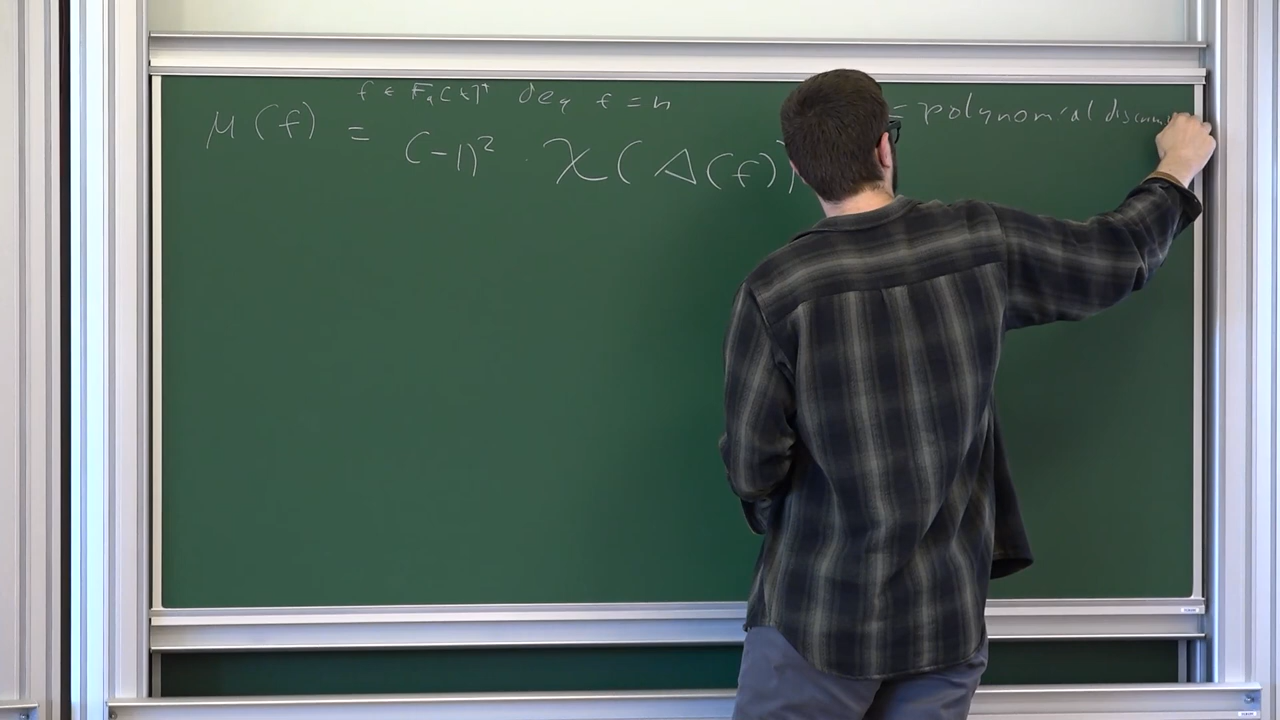 f ∈ F_q[t]^+ deg f = n
μ(f) = (-1)^2 · χ(Δ(f))
= polynomial discrim